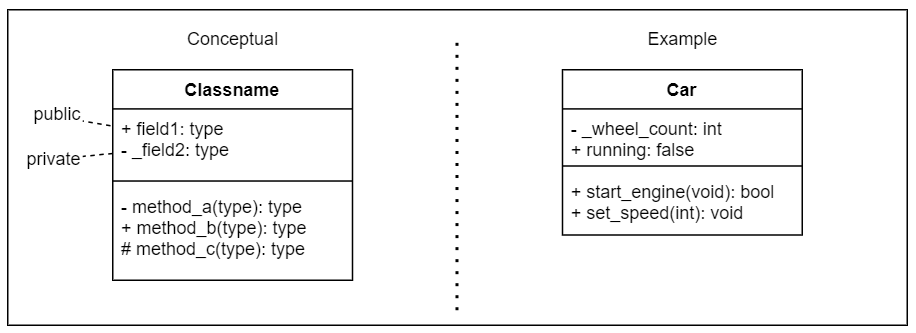 Conceptual
Classname
public
+ field1: type
- _field2: type
private
- method_a(type): type
+ method_b(type): type
# method_c(type): type
Example
Car
- _wheel_count: int
+ running: false
+ start_engine(void): bool
+ set_speed(int): void